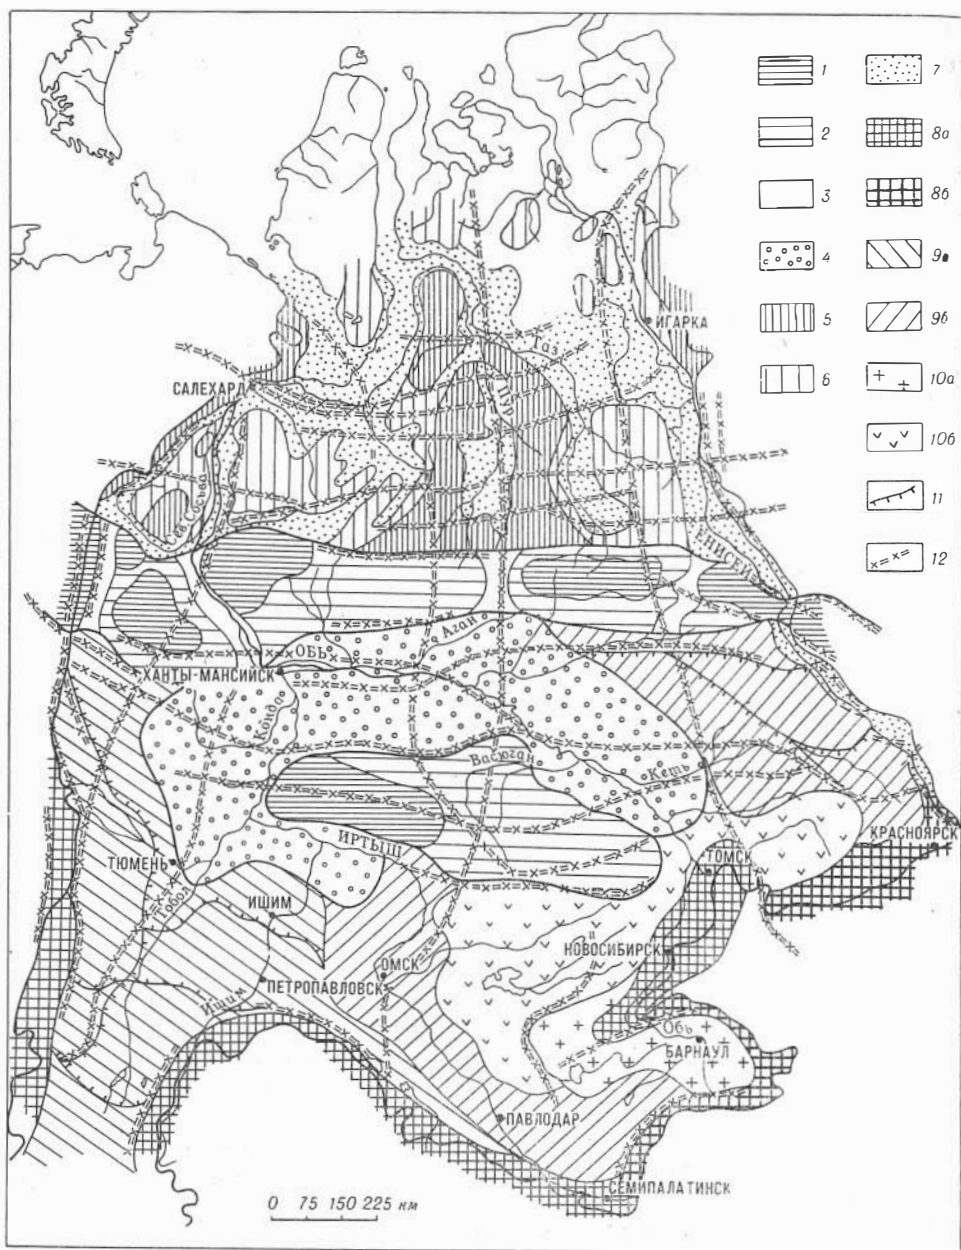 1
7
2
8а
3
8б
4
9а
5
9б
6
10а
10б
11
12
ИГАРКА
Таз
САЛЕХАРД
ПУР
Сев Сосьва
ЕНИСЕЙ
Аган
ОБЬ
ХАНТЫ-МАНСИЙСК
Конда
Васюган
Кеть
ИРТЫШ
КРАСНОЯРСК
ТЮМЕНЬ
ТОМСК
Тобол
ИШИМ
НОВОСИБИРСК
ОМСК
ПЕТРОПАВЛОВСК
Ишим
Обь
БАРНАУЛ
ПАВЛОДАР
СЕМИПАЛАТИНСК
0 75 150 225 км